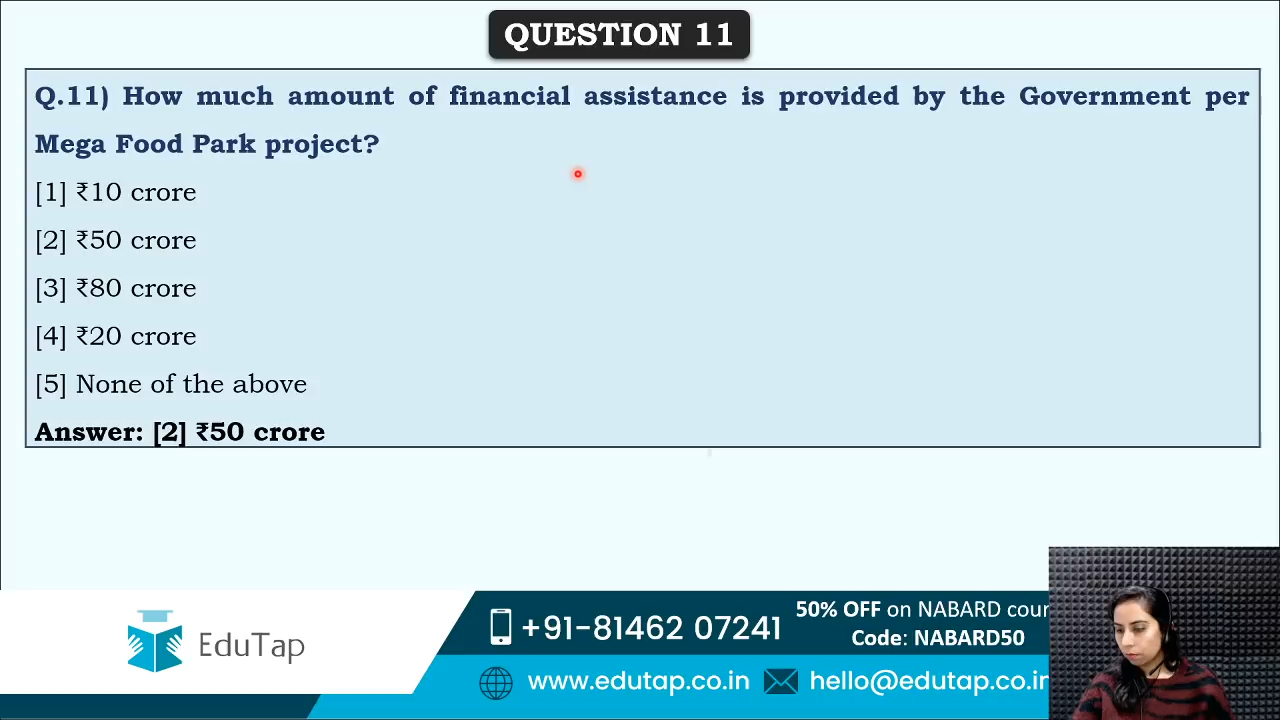 QUESTION 11
Q.11) How much amount of financial assistance is provided by the Government per
Mega Food Park project?
[1] ₹10 crore
[2] ₹50 crore
[3] ₹80 crore
[4] ₹20 crore
[5] None of the above
Answer: [2] ₹50 crore
EduTap
+91-81462 07241
50% OFF on NABARD cour
Code: NABARD50
www.edutap.co.in
hello@edutap.co.in